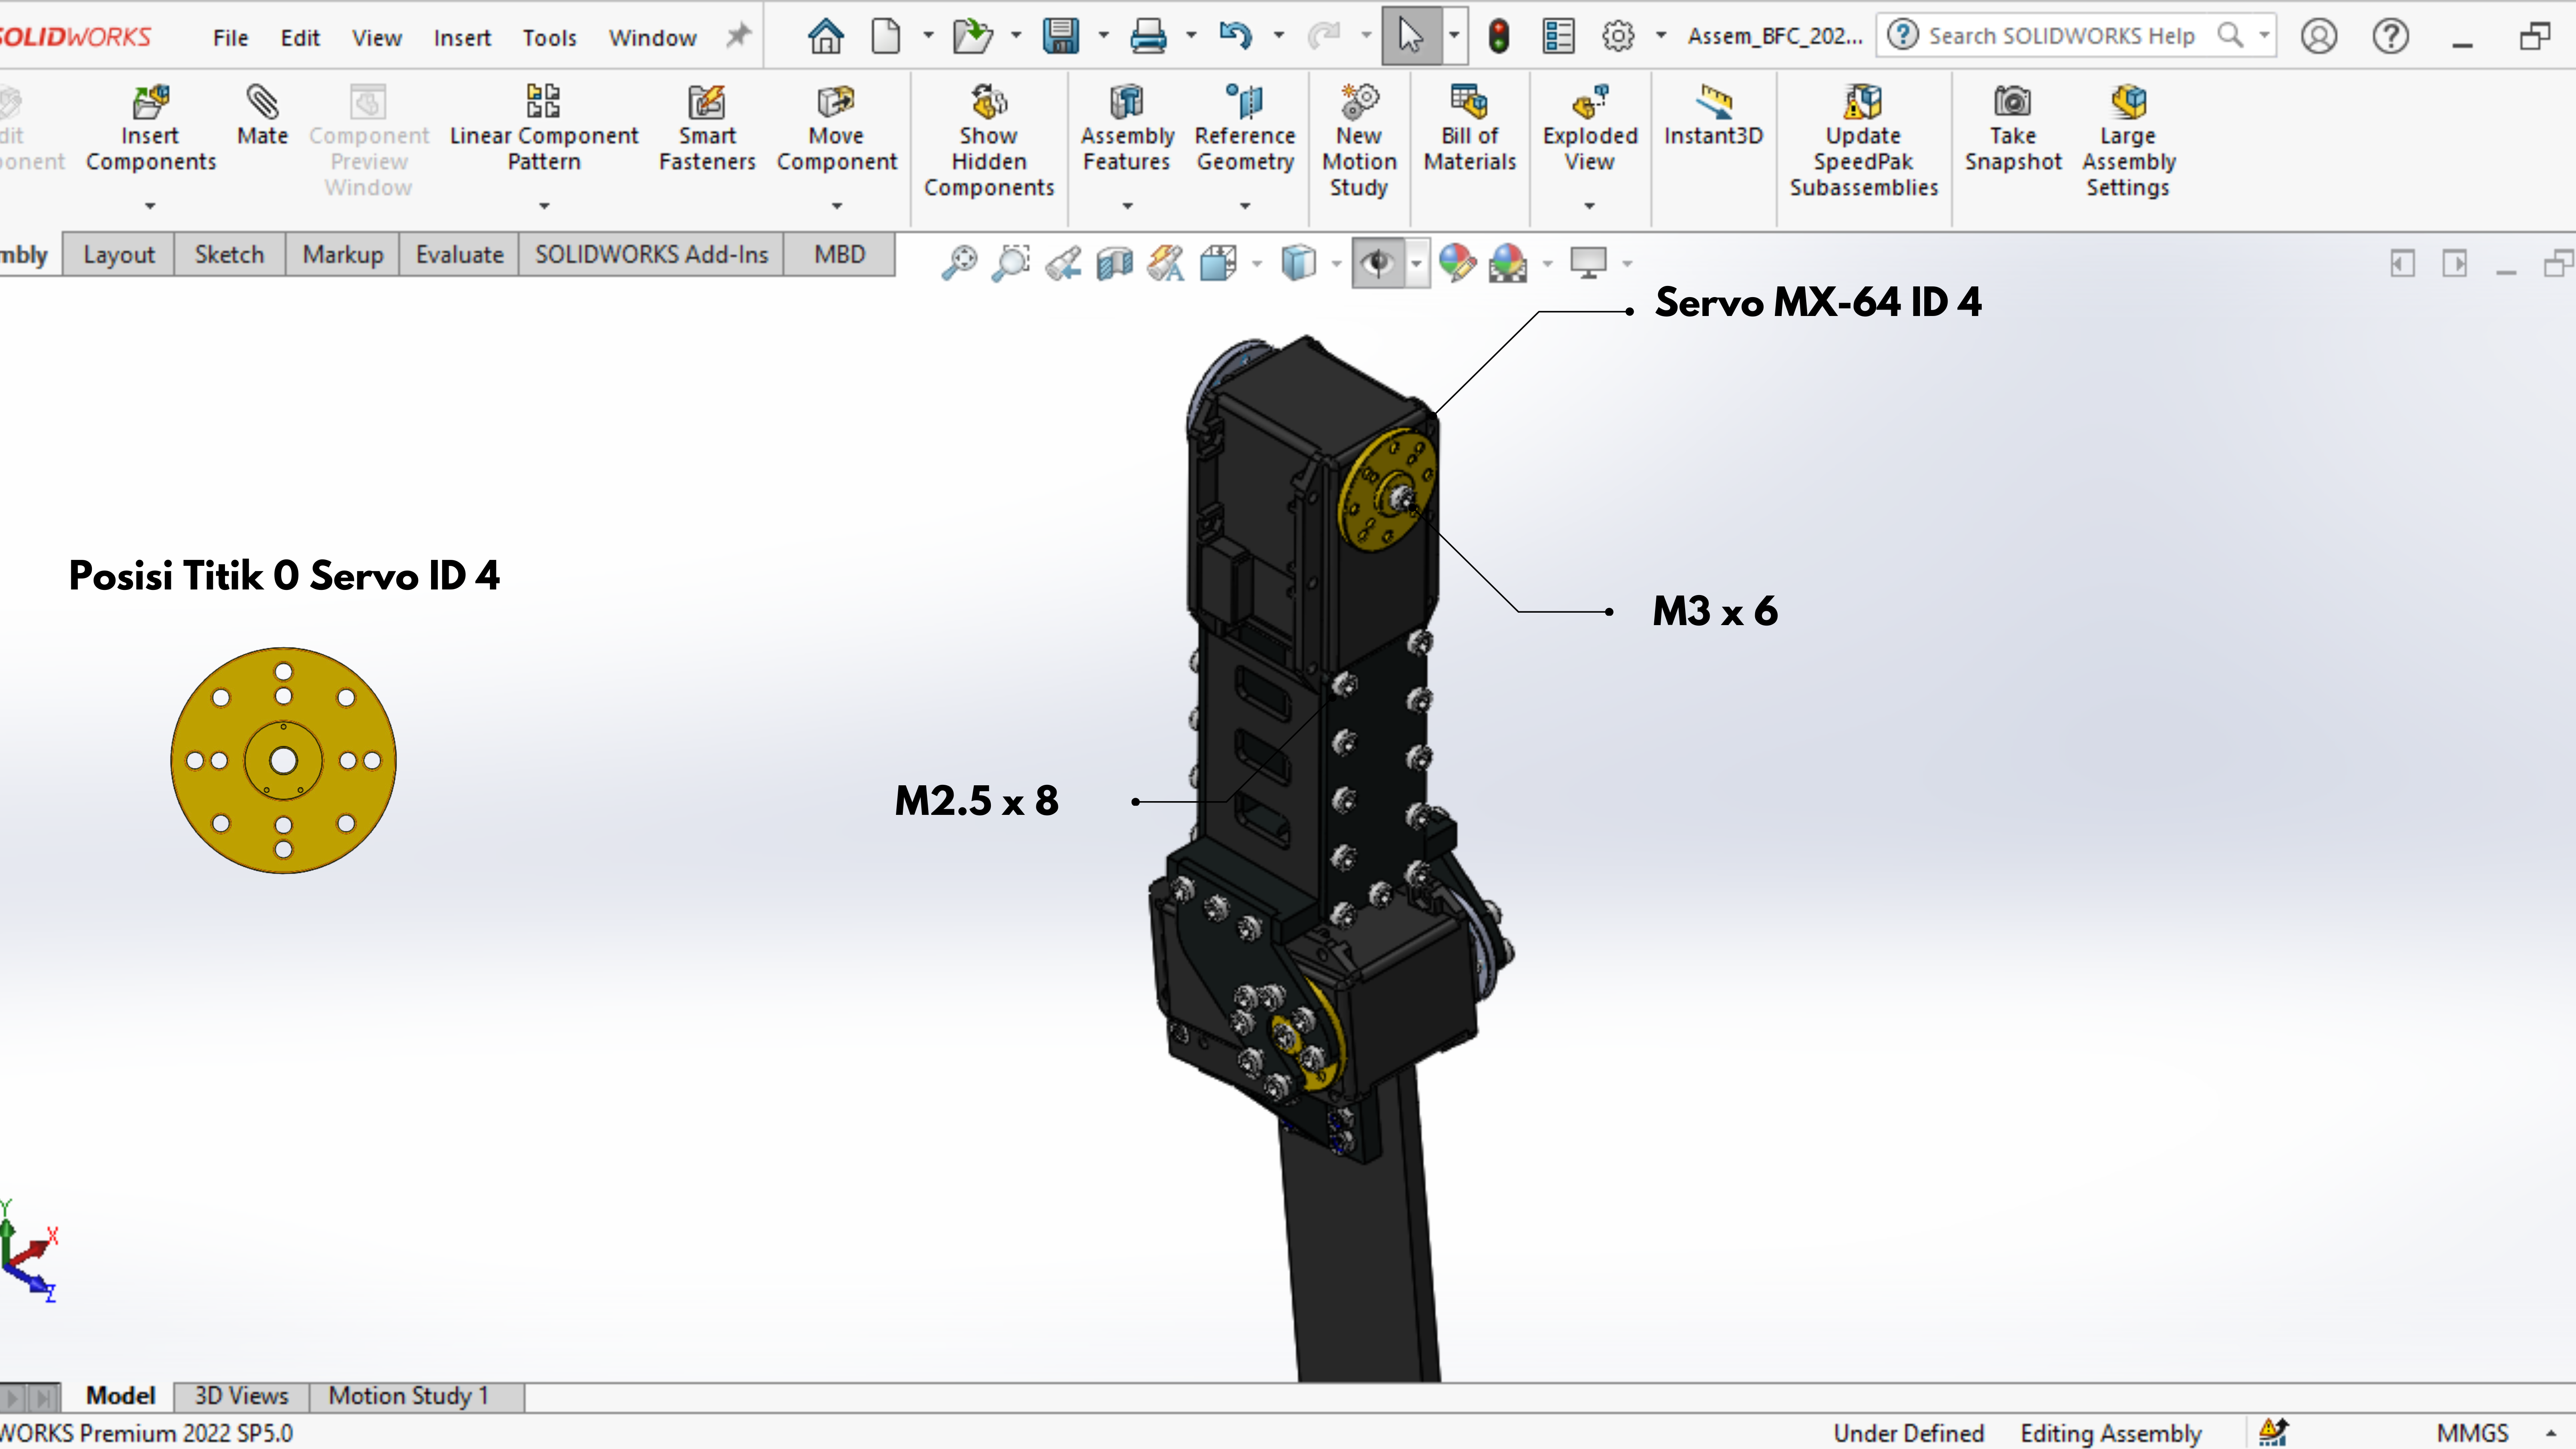 SOLIDWORKS File Edit View Insert Tools Window Assem_BFC_202... Search SOLIDWORKS Help
Insert Components
Mate
Component Preview Window
Linear Component Pattern
Smart Fasteners
Move Component
Show Hidden Components
Assembly Features
Reference Geometry
New Motion Study
Bill of Materials
Exploded View
Instant3D
Update SpeedPak Subassemblies
Take Snapshot
Large Assembly Settings
mbly Layout Sketch Markup Evaluate SOLIDWORKS Add-Ins MBD
Servo MX-64 ID 4
Posisi Titik 0 Servo ID 4
M3 x 6
M2.5 x 8
Y
X
Z
Model 3D Views Motion Study 1
WORKS Premium 2022 SP5.0 Under Defined Editing Assembly MMGS